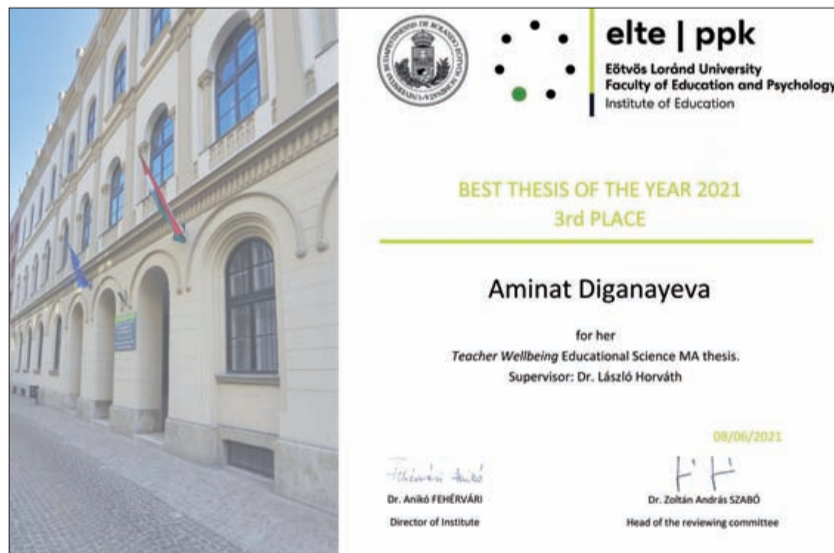 elte | ppk
Eötvös Loránd University
Faculty of Education and Psychology
Institute of Education
BEST THESIS OF THE YEAR 2021
3rd PLACE
Aminat Diganayeva
for her
Teacher Wellbeing Educational Science MA thesis.
Supervisor: Dr. László Horváth
08/06/2021
Fehérvári Anikó
Dr. Anikó FEHÉRVÁRI
Director of Institute
Dr. Zoltán András SZABÓ
Head of the reviewing committee